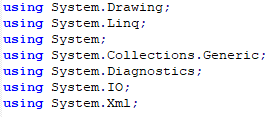 using System.Drawing;
using System.Linq;
using System;
using System.Collections.Generic;
using System.Diagnostics;
using System.IO;
using System.Xml;